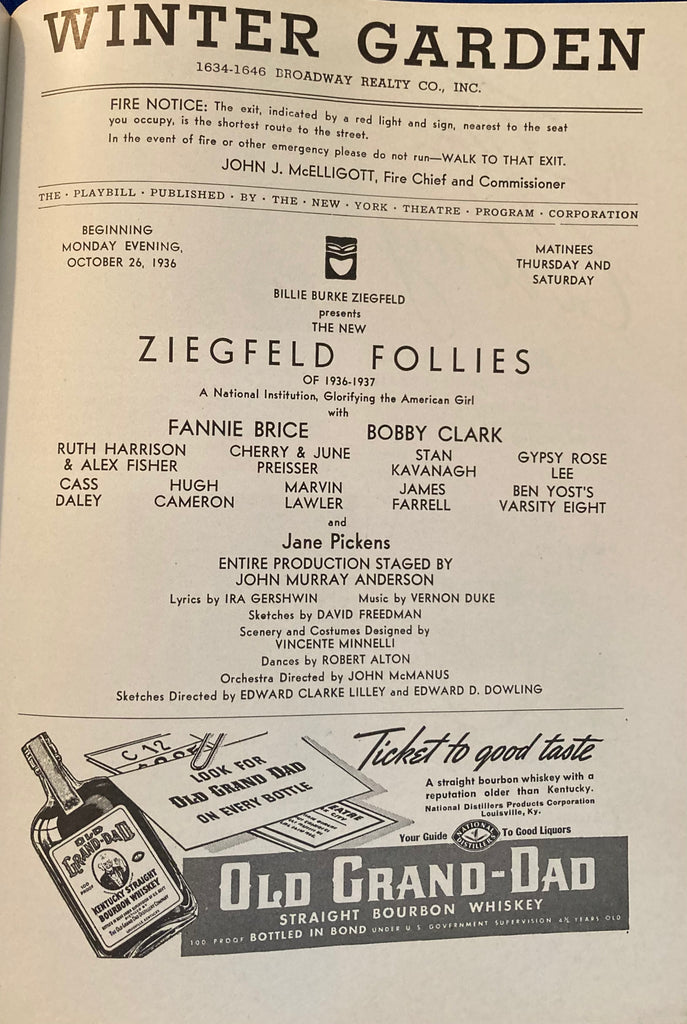 WINTER GARDEN
1634-1646 BROADWAY REALTY CO., INC.
FIRE NOTICE: The exit, indicated by a red light and sign, nearest to the seat
you occupy, is the shortest route to the street.
In the event of fire or other emergency please do not run—WALK TO THAT EXIT.
JOHN J. McELLIGOTT, Fire Chief and Commissioner
THE · PLAYBILL · PUBLISHED · BY · THE · NEW · YORK · THEATRE · PROGRAM · CORPORATION
BEGINNING
MONDAY EVENING,
OCTOBER 26, 1936
MATINEES
THURSDAY AND
SATURDAY
BILLIE BURKE ZIEGFELD
presents
THE NEW
ZIEGFELD FOLLIES
OF 1936-1937
A National Institution, Glorifying the American Girl
with
FANNIE BRICE BOBBY CLARK
RUTH HARRISON
& ALEX FISHER
CHERRY & JUNE
PREISSER
STAN
KAVANAGH
GYPSY ROSE
LEE
CASS
DALEY
HUGH
CAMERON
MARVIN
LAWLER
JAMES
FARRELL
BEN YOST'S
VARSITY EIGHT
and
Jane Pickens
ENTIRE PRODUCTION STAGED BY
JOHN MURRAY ANDERSON
Lyrics by IRA GERSHWIN Music by VERNON DUKE
Sketches by DAVID FREEDMAN
Scenery and Costumes Designed by
VINCENTE MINNELLI
Dances by ROBERT ALTON
Orchestra Directed by JOHN McMANUS
Sketches Directed by EDWARD CLARKE LILLEY and EDWARD D. DOWLING
C 12
LOOK FOR
OLD GRAND DAD
ON EVERY BOTTLE
Ticket to good taste
A straight bourbon whiskey with a
reputation older than Kentucky.
National Distillers Products Corporation
Louisville, Ky.
Your Guide NATIONAL DISTILLERS To Good Liquors
OLD
GRAND-DAD
100
PROOF
KENTUCKY STRAIGHT
BOURBON WHISKEY
OLD GRAND-DAD
STRAIGHT BOURBON WHISKEY
100 PROOF BOTTLED IN BOND UNDER U. S. GOVERNMENT SUPERVISION 4½ YEARS OLD